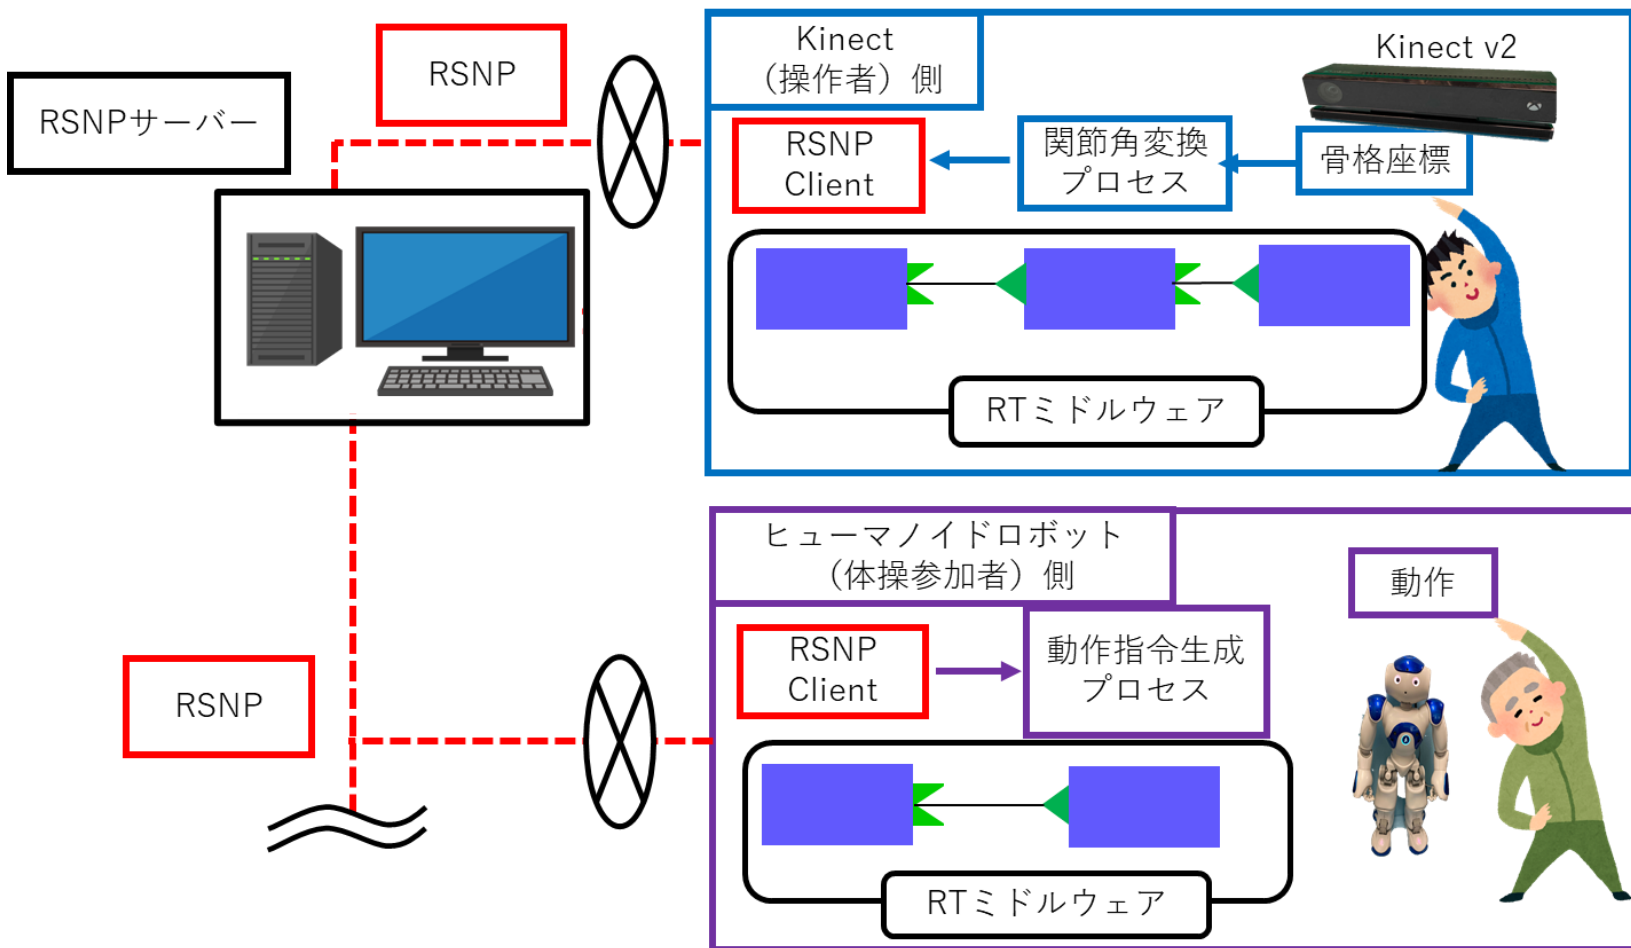 RSNPサーバー
RSNP
Kinect
（操作者）側
Kinect v2
RSNP
Client
関節角変換
プロセス
骨格座標
RTミドルウェア
RSNP
ヒューマノイドロボット
（体操参加者）側
動作
RSNP
Client
動作指令生成
プロセス
RTミドルウェア